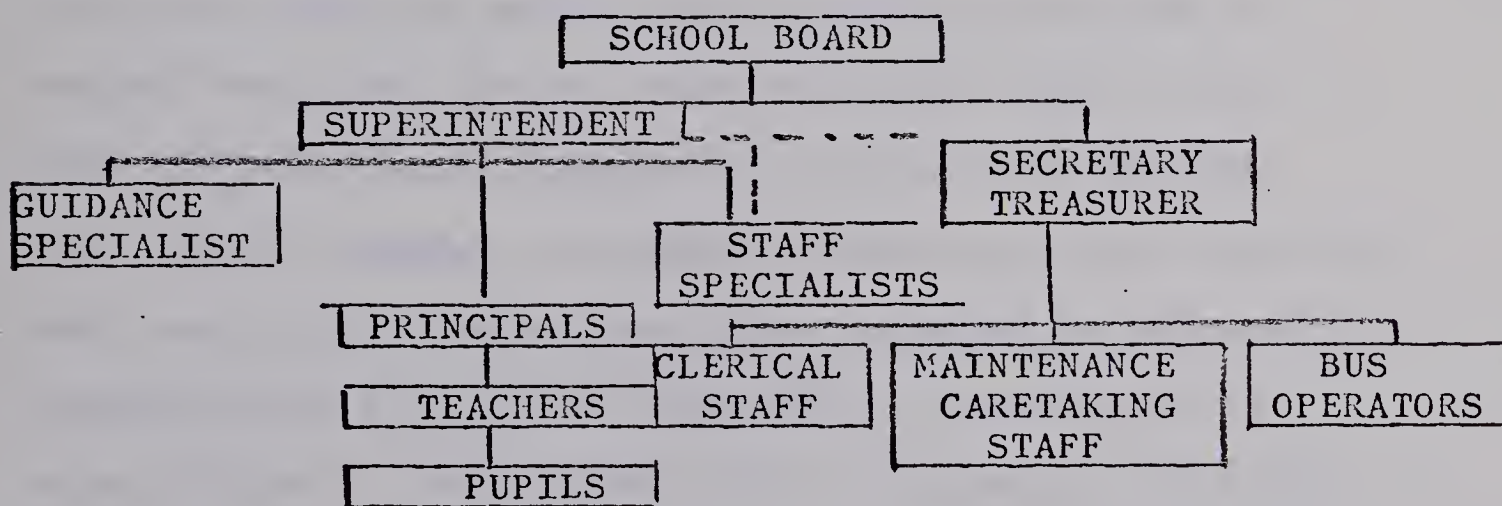 SCHOOL BOARD
SUPERINTENDENT
SECRETARY
TREASURER
GUIDANCE
SPECIALIST
STAFF
SPECIALISTS
PRINCIPALS
CLERICAL
STAFF
MAINTENANCE
CARETAKING
STAFF
BUS
OPERATORS
TEACHERS
PUPILS